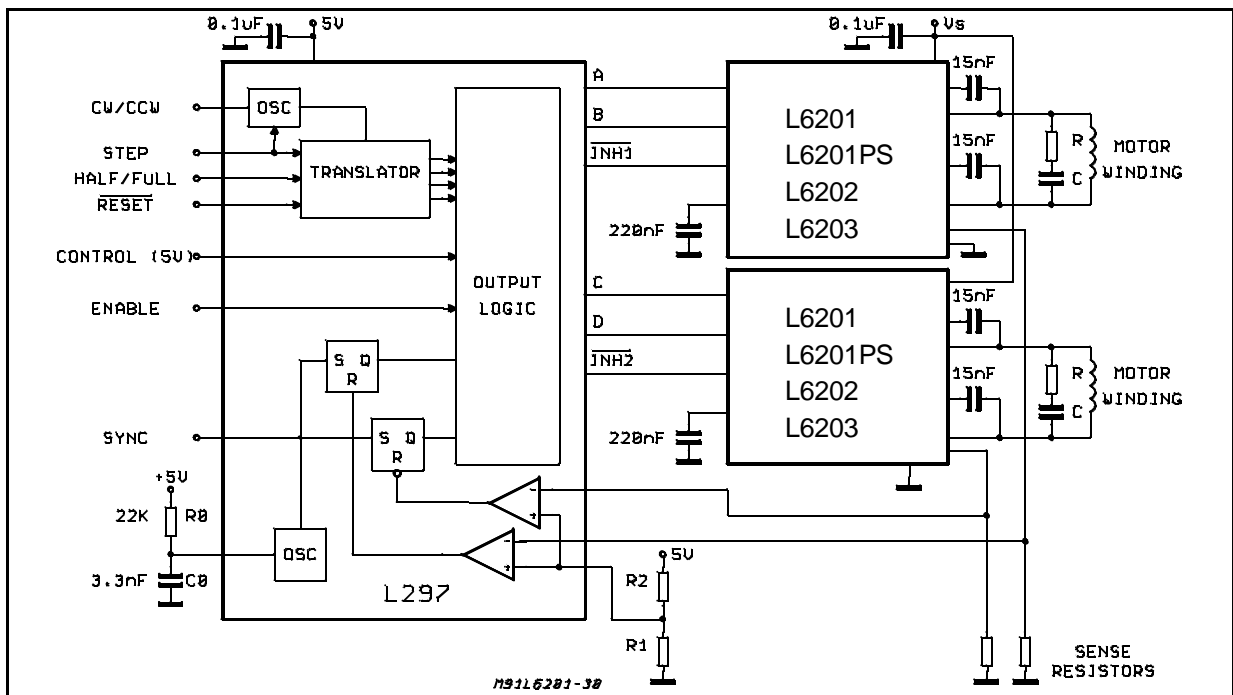 0.1uF
5V
0.1uF
Vs
CW/CCW
OSC
STEP
HALF/FULL
RESET
TRANSLATOR
CONTROL (5V)
ENABLE
OUTPUT
LOGIC
A
B
INH1
L6201
L6201PS
L6202
L6203
220nF
15nF
15nF
R
C
MOTOR
WINDING
C
D
INH2
L6201
L6201PS
L6202
L6203
220nF
15nF
15nF
R
C
MOTOR
WINDING
S Q
R
S Q
R
SYNC
+5V
22K
R0
3.3nF
C0
OSC
-
+
-
+
L297
5V
R2
R1
SENSE
RESISTORS
M91L6201-30